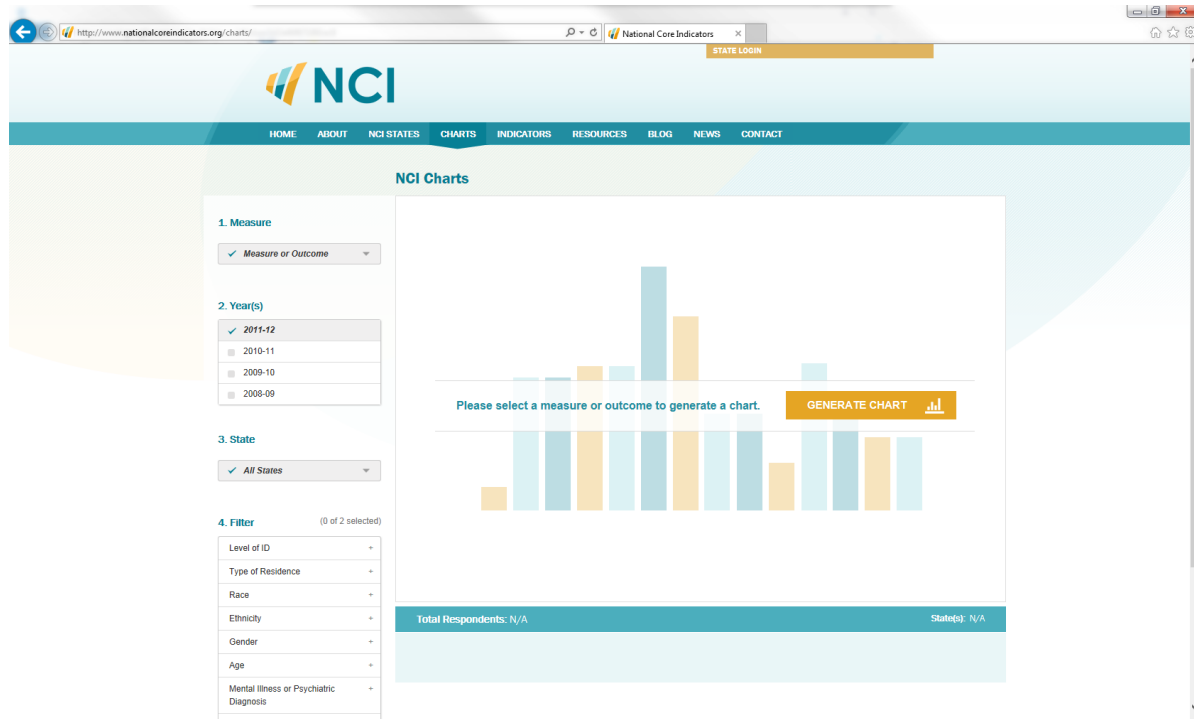 http://www.nationalcoreindicators.org/charts/
National Core Indicators
STATE LOGIN
NCI
HOME ABOUT NCI STATES CHARTS INDICATORS RESOURCES BLOG NEWS CONTACT
NCI Charts
1. Measure
Measure or Outcome
2. Year(s)
2011-12
2010-11
2009-10
2008-09
3. State
All States
4. Filter (0 of 2 selected)
Level of ID +
Type of Residence +
Race +
Ethnicity +
Gender +
Age +
Mental Illness or Psychiatric +
Diagnosis
Please select a measure or outcome to generate a chart. GENERATE CHART
Total Respondents: N/A State(s): N/A